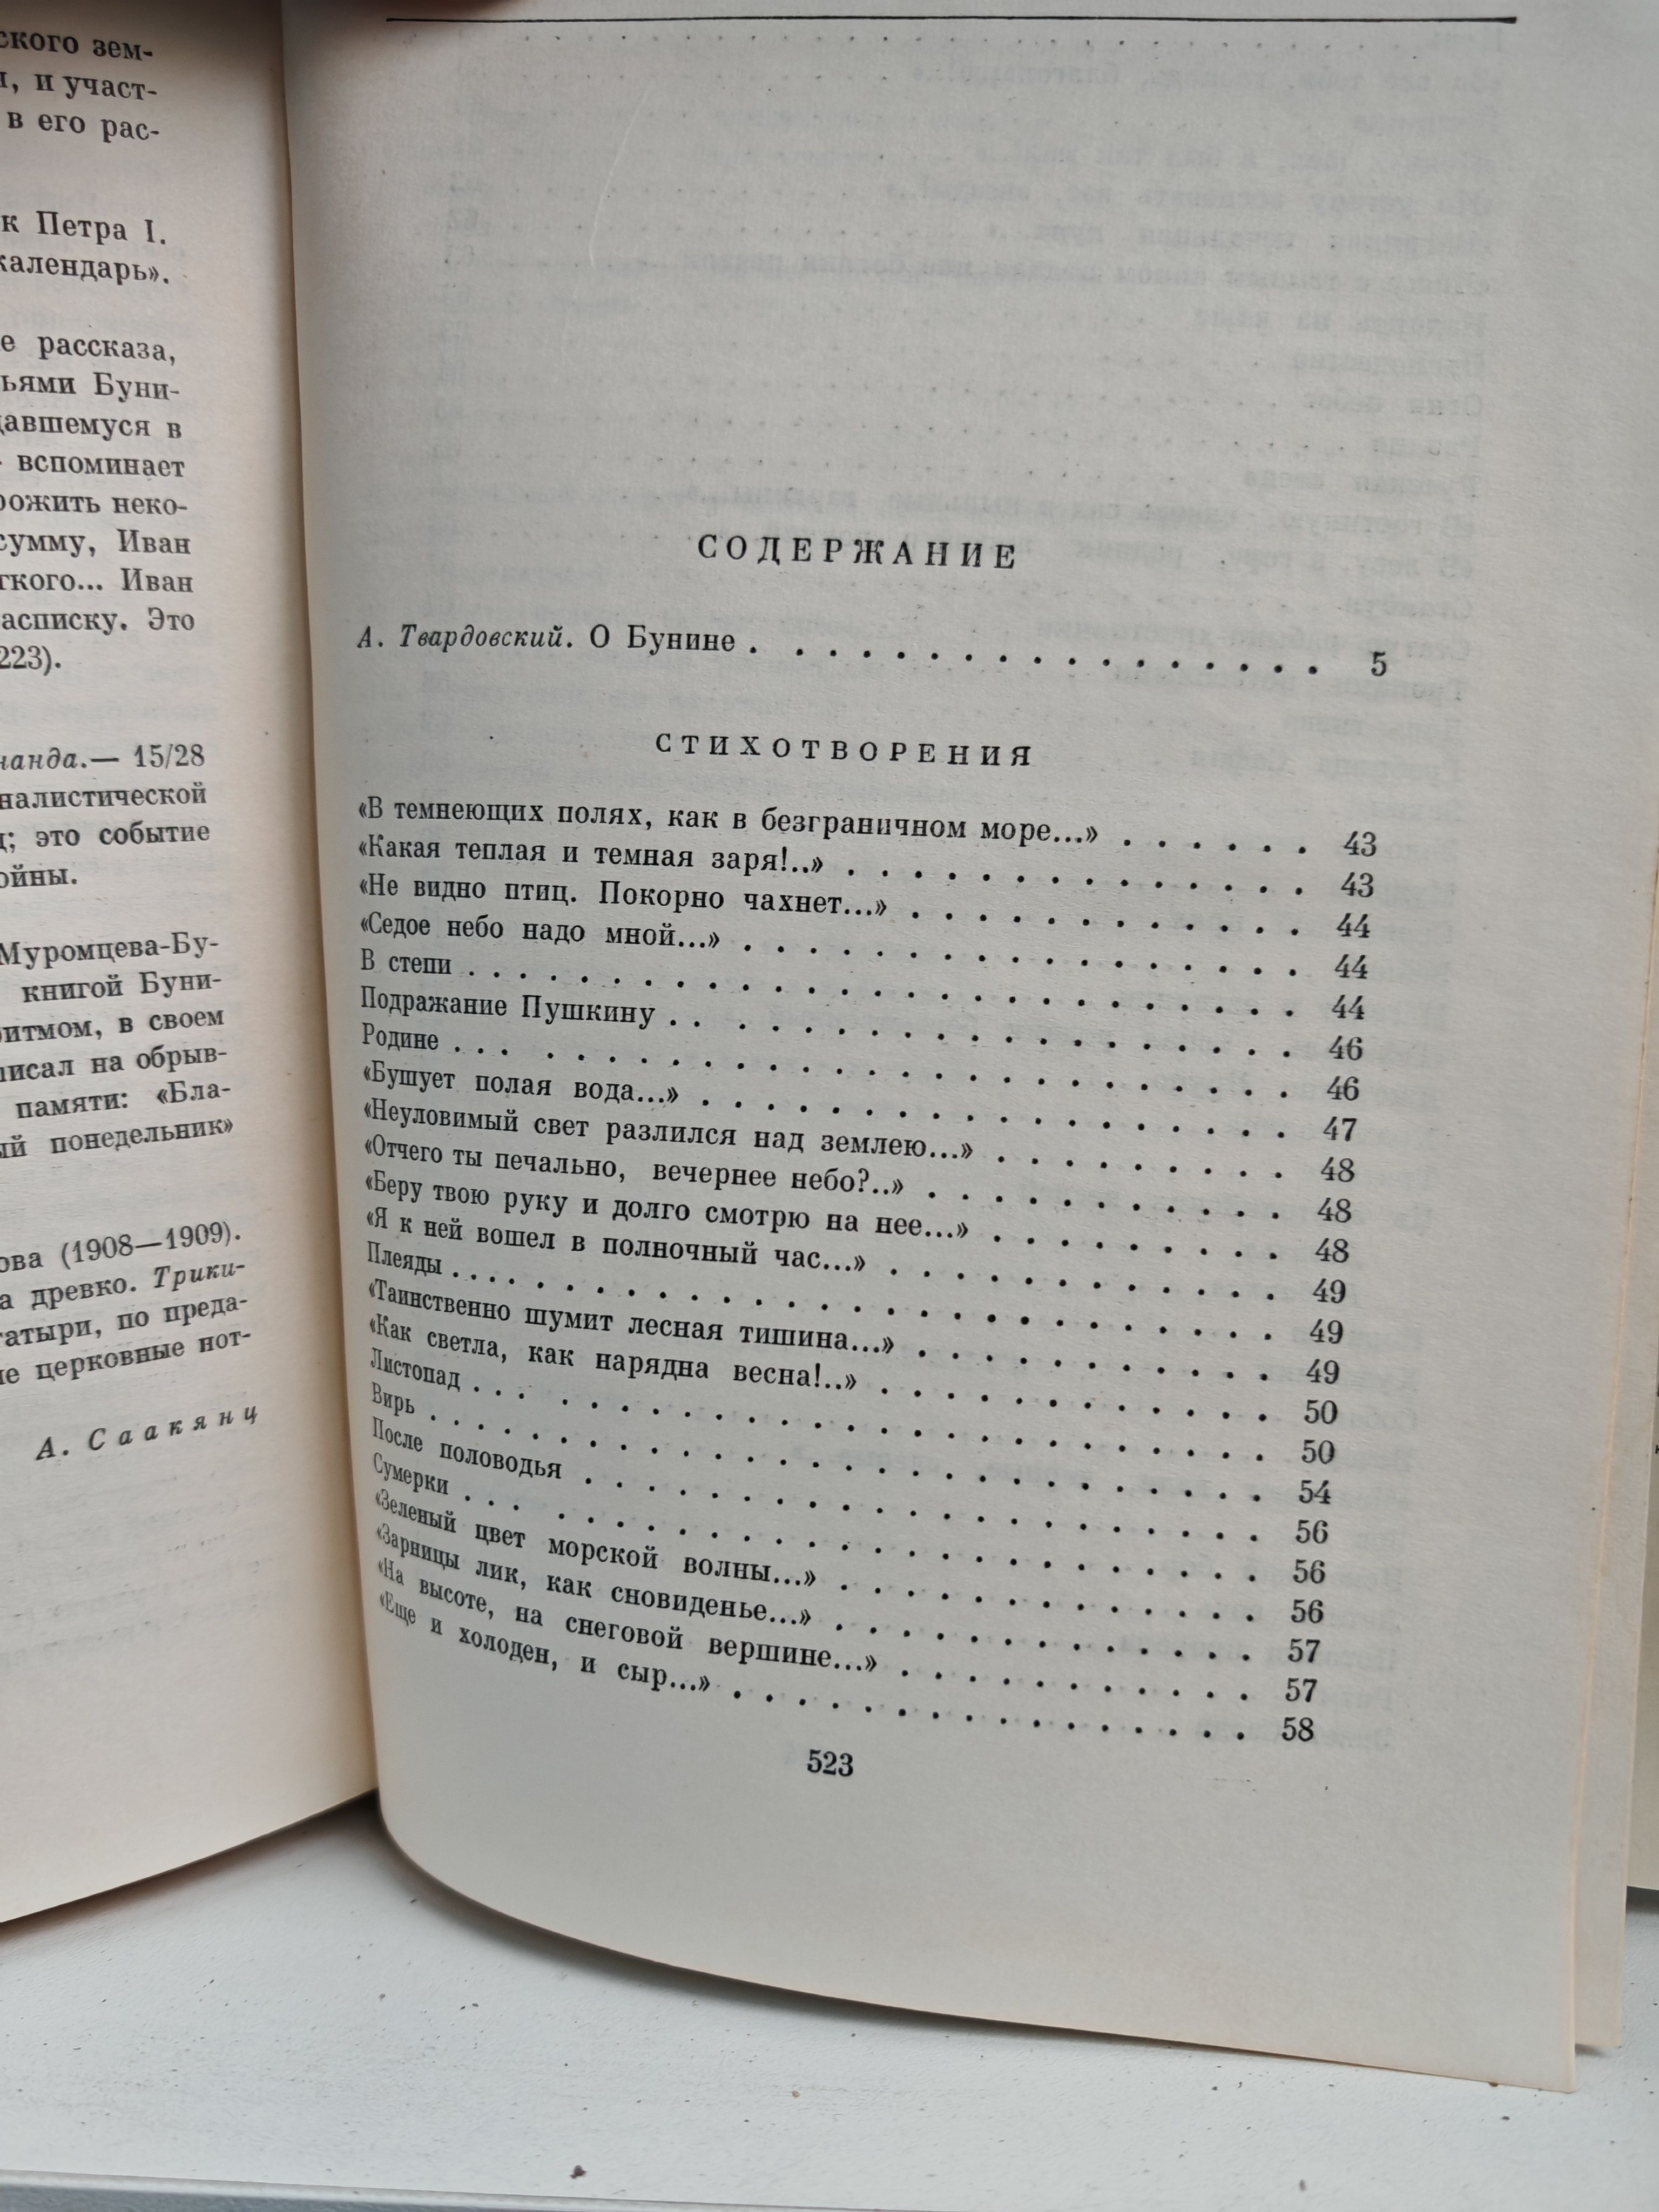 ского зем-
и участ-
в его рас-
к Петра I.
календарь».
рассказа,
ьями Буни-
давшемуся в
вспоминает
рожить неко-
сумму, Иван
гкого... Иван
асписку. Это
223).
нанда.— 15/28
налистической
это событие
ойны.
Муромцева-Бу-
книгой Буни-
ритмом, в своем
писал на обрыв-
памяти: «Бла-
ый понедельник»
ова (1908—1909).
а древко. Трики-
гатыри, по преда-
ие церковные нот-
А. Саакянц
СОДЕРЖАНИЕ
А. Твардовский. О Бунине . . . . . . . . . . . . . . . . . 5
СТИХОТВОРЕНИЯ
«В темнеющих полях, как в безграничном море...» . . . . . . 43
«Какая теплая и темная заря!..» . . . . . . . . . . . . . . 43
«Не видно птиц. Покорно чахнет...» . . . . . . . . . . . . 44
«Седое небо надо мной...» . . . . . . . . . . . . . . . . . 44
В степи . . . . . . . . . . . . . . . . . . . . . . . . 44
Подражание Пушкину . . . . . . . . . . . . . . . . . . . 46
Родине . . . . . . . . . . . . . . . . . . . . . . . . . 46
«Бушует полая вода...» . . . . . . . . . . . . . . . . . . 47
«Неуловимый свет разлился над землею...» . . . . . . . . . 48
«Отчего ты печально, вечернее небо?..» . . . . . . . . . . . 48
«Беру твою руку и долго смотрю на нее...» . . . . . . . . . 48
«Я к ней вошел в полночный час...» . . . . . . . . . . . . 49
Плеяды . . . . . . . . . . . . . . . . . . . . . . . . . 49
«Таинственно шумит лесная тишина...» . . . . . . . . . . . 49
«Как светла, как нарядна весна!..» . . . . . . . . . . . . 50
Листопад . . . . . . . . . . . . . . . . . . . . . . . . 50
Вирь . . . . . . . . . . . . . . . . . . . . . . . . . . 54
После половодья . . . . . . . . . . . . . . . . . . . . . 56
Сумерки . . . . . . . . . . . . . . . . . . . . . . . . 56
«Зеленый цвет морской волны...» . . . . . . . . . . . . . 56
«Зарницы лик, как сновиденье...» . . . . . . . . . . . . . 57
«На высоте, на снеговой вершине...» . . . . . . . . . . . 57
«Еще и холоден, и сыр...» . . . . . . . . . . . . . . . . 58
523